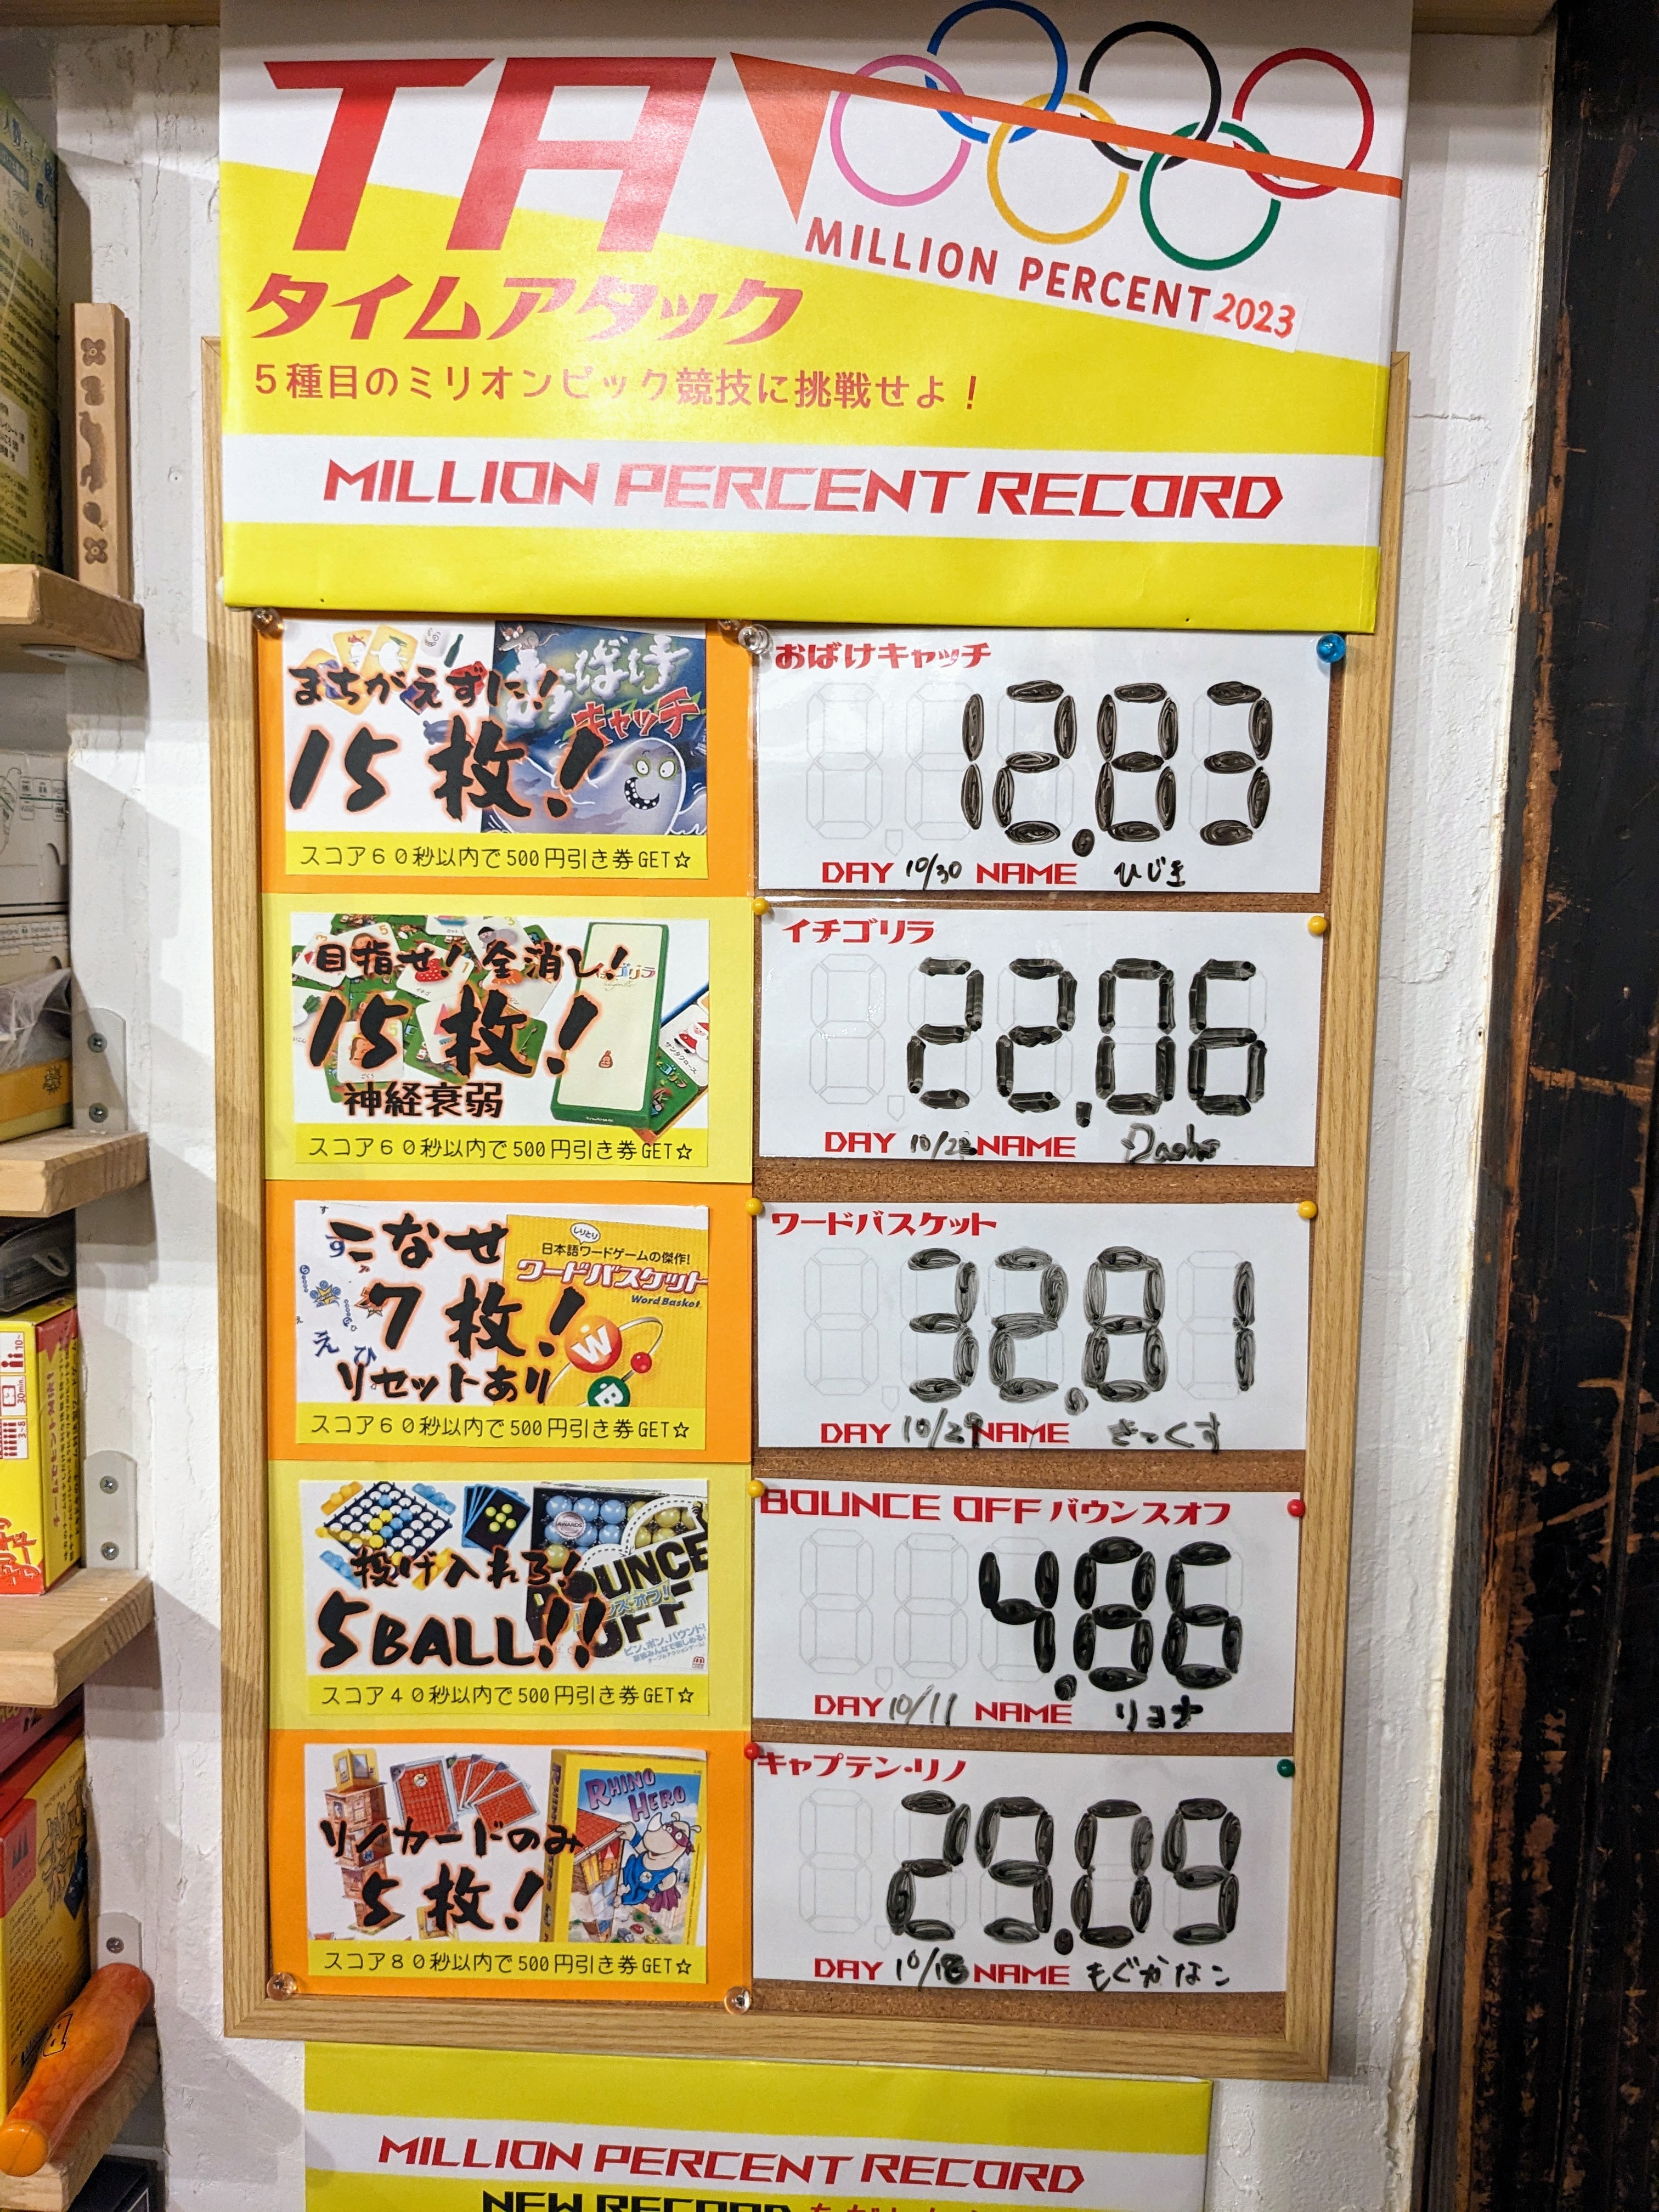 TA
MILLION PERCENT 2023
タイムアタック
5種目のミリオンピック競技に挑戦せよ！
MILLION PERCENT RECORD
まちがえずに！
15枚！
おばけキャッチ
スコア60秒以内で500円引き券GET☆
おばけキャッチ
12.83
DAY 10/30 NAME ひじき
目指せ！全消し！
15枚！
神経衰弱
スコア60秒以内で500円引き券GET☆
イチゴリラ
22.06
DAY NAME
こなせ
7枚！
リセットあり
しりとり
日本語ワードゲームの傑作！
ワードバスケット
Word Basket
スコア60秒以内で500円引き券GET☆
ワードバスケット
32.81
DAY 10/29 NAME きっくす
投げ入れろ！
5BALL!!
BOUNCE
OFF
スコア40秒以内で500円引き券GET☆
BOUNCE OFF バウンスオフ
4.86
DAY 10/11 NAME リョナ
リノカードのみ
5枚！
RHINO
HERO
スコア80秒以内で500円引き券GET☆
キャプテン・リノ
29.09
DAY 10/18 NAME もぐかなこ
MILLION PERCENT RECORD
NEW RECORD